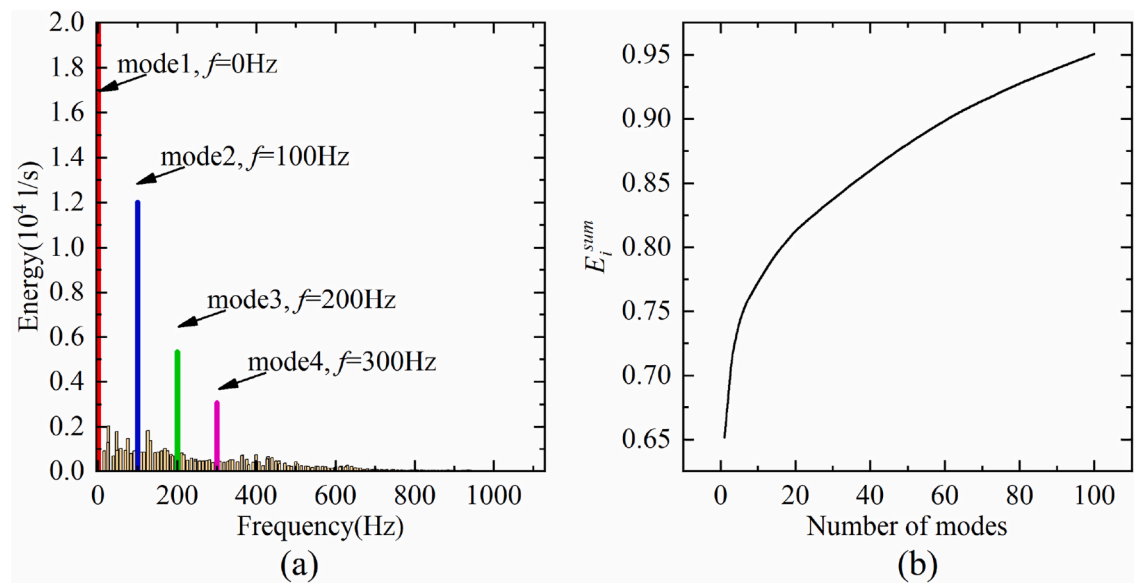 2.0
1.8
1.6
1.4
1.2
1.0
0.8
0.6
0.4
0.2
0.0
Energy(10⁴ l/s)
mode1, f=0Hz
mode2, f=100Hz
mode3, f=200Hz
mode4, f=300Hz
0 200 400 600 800 1000
Frequency(Hz)
(a)
0.95
0.90
0.85
0.80
0.75
0.70
0.65
E_i^sum
0 20 40 60 80 100
Number of modes
(b)